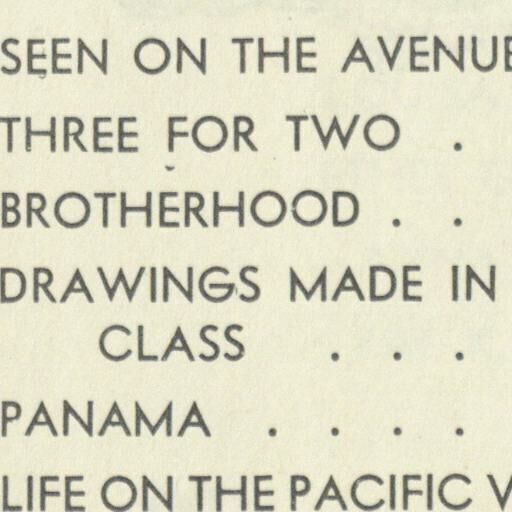 SEEN ON THE AVENUE
THREE FOR TWO .
BROTHERHOOD . .
DRAWINGS MADE IN
CLASS . . .
PANAMA . . . .
LIFE ON THE PACIFIC